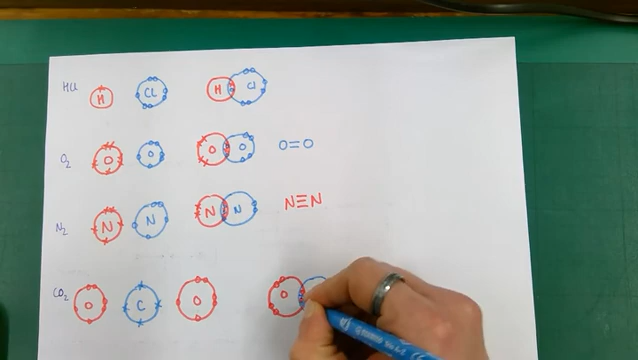 HCl H Cl H Cl
O₂ O O O O O=O
N₂ N N N N N≡N
CO₂ O C O O